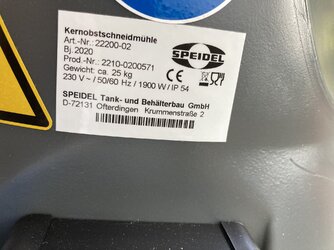 Kernobstschneidmühle
Art.-Nr.: 22200-02
Bj. 2020
Prod.-Nr.: 2210-0200571
Gewicht: ca. 25 kg
230 V ~ / 50/60 Hz / 1900 W / IP 54
SPEIDEL
CE
SPEIDEL Tank- und Behälterbau GmbH
D-72131 Ofterdingen Krummenstraße 2